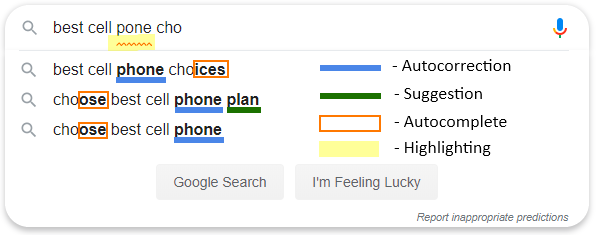 best cell pone cho
best cell phone choices
choose best cell phone plan
choose best cell phone
- Autocorrection
- Suggestion
- Autocomplete
- Highlighting
Google Search
I'm Feeling Lucky
Report inappropriate predictions